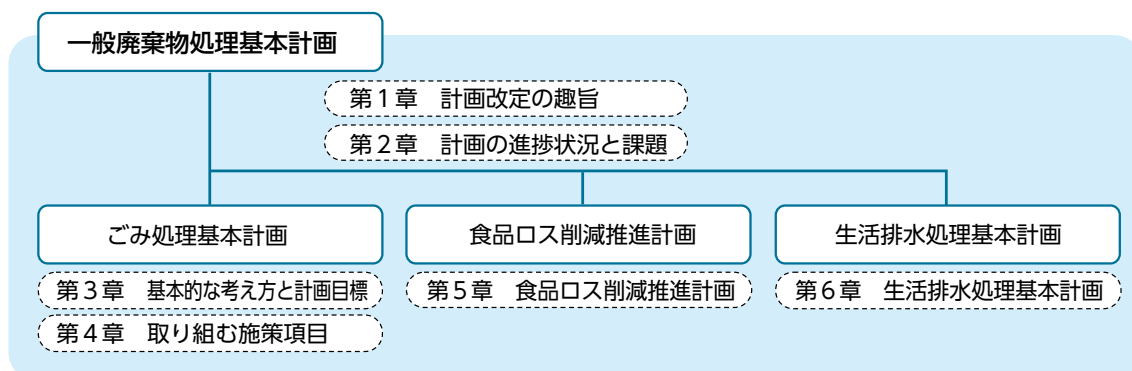 一般廃棄物処理基本計画
第1章 計画改定の趣旨
第2章 計画の進捗状況と課題
ごみ処理基本計画
第3章 基本的な考え方と計画目標
第4章 取り組む施策項目
食品ロス削減推進計画
第5章 食品ロス削減推進計画
生活排水処理基本計画
第6章 生活排水処理基本計画